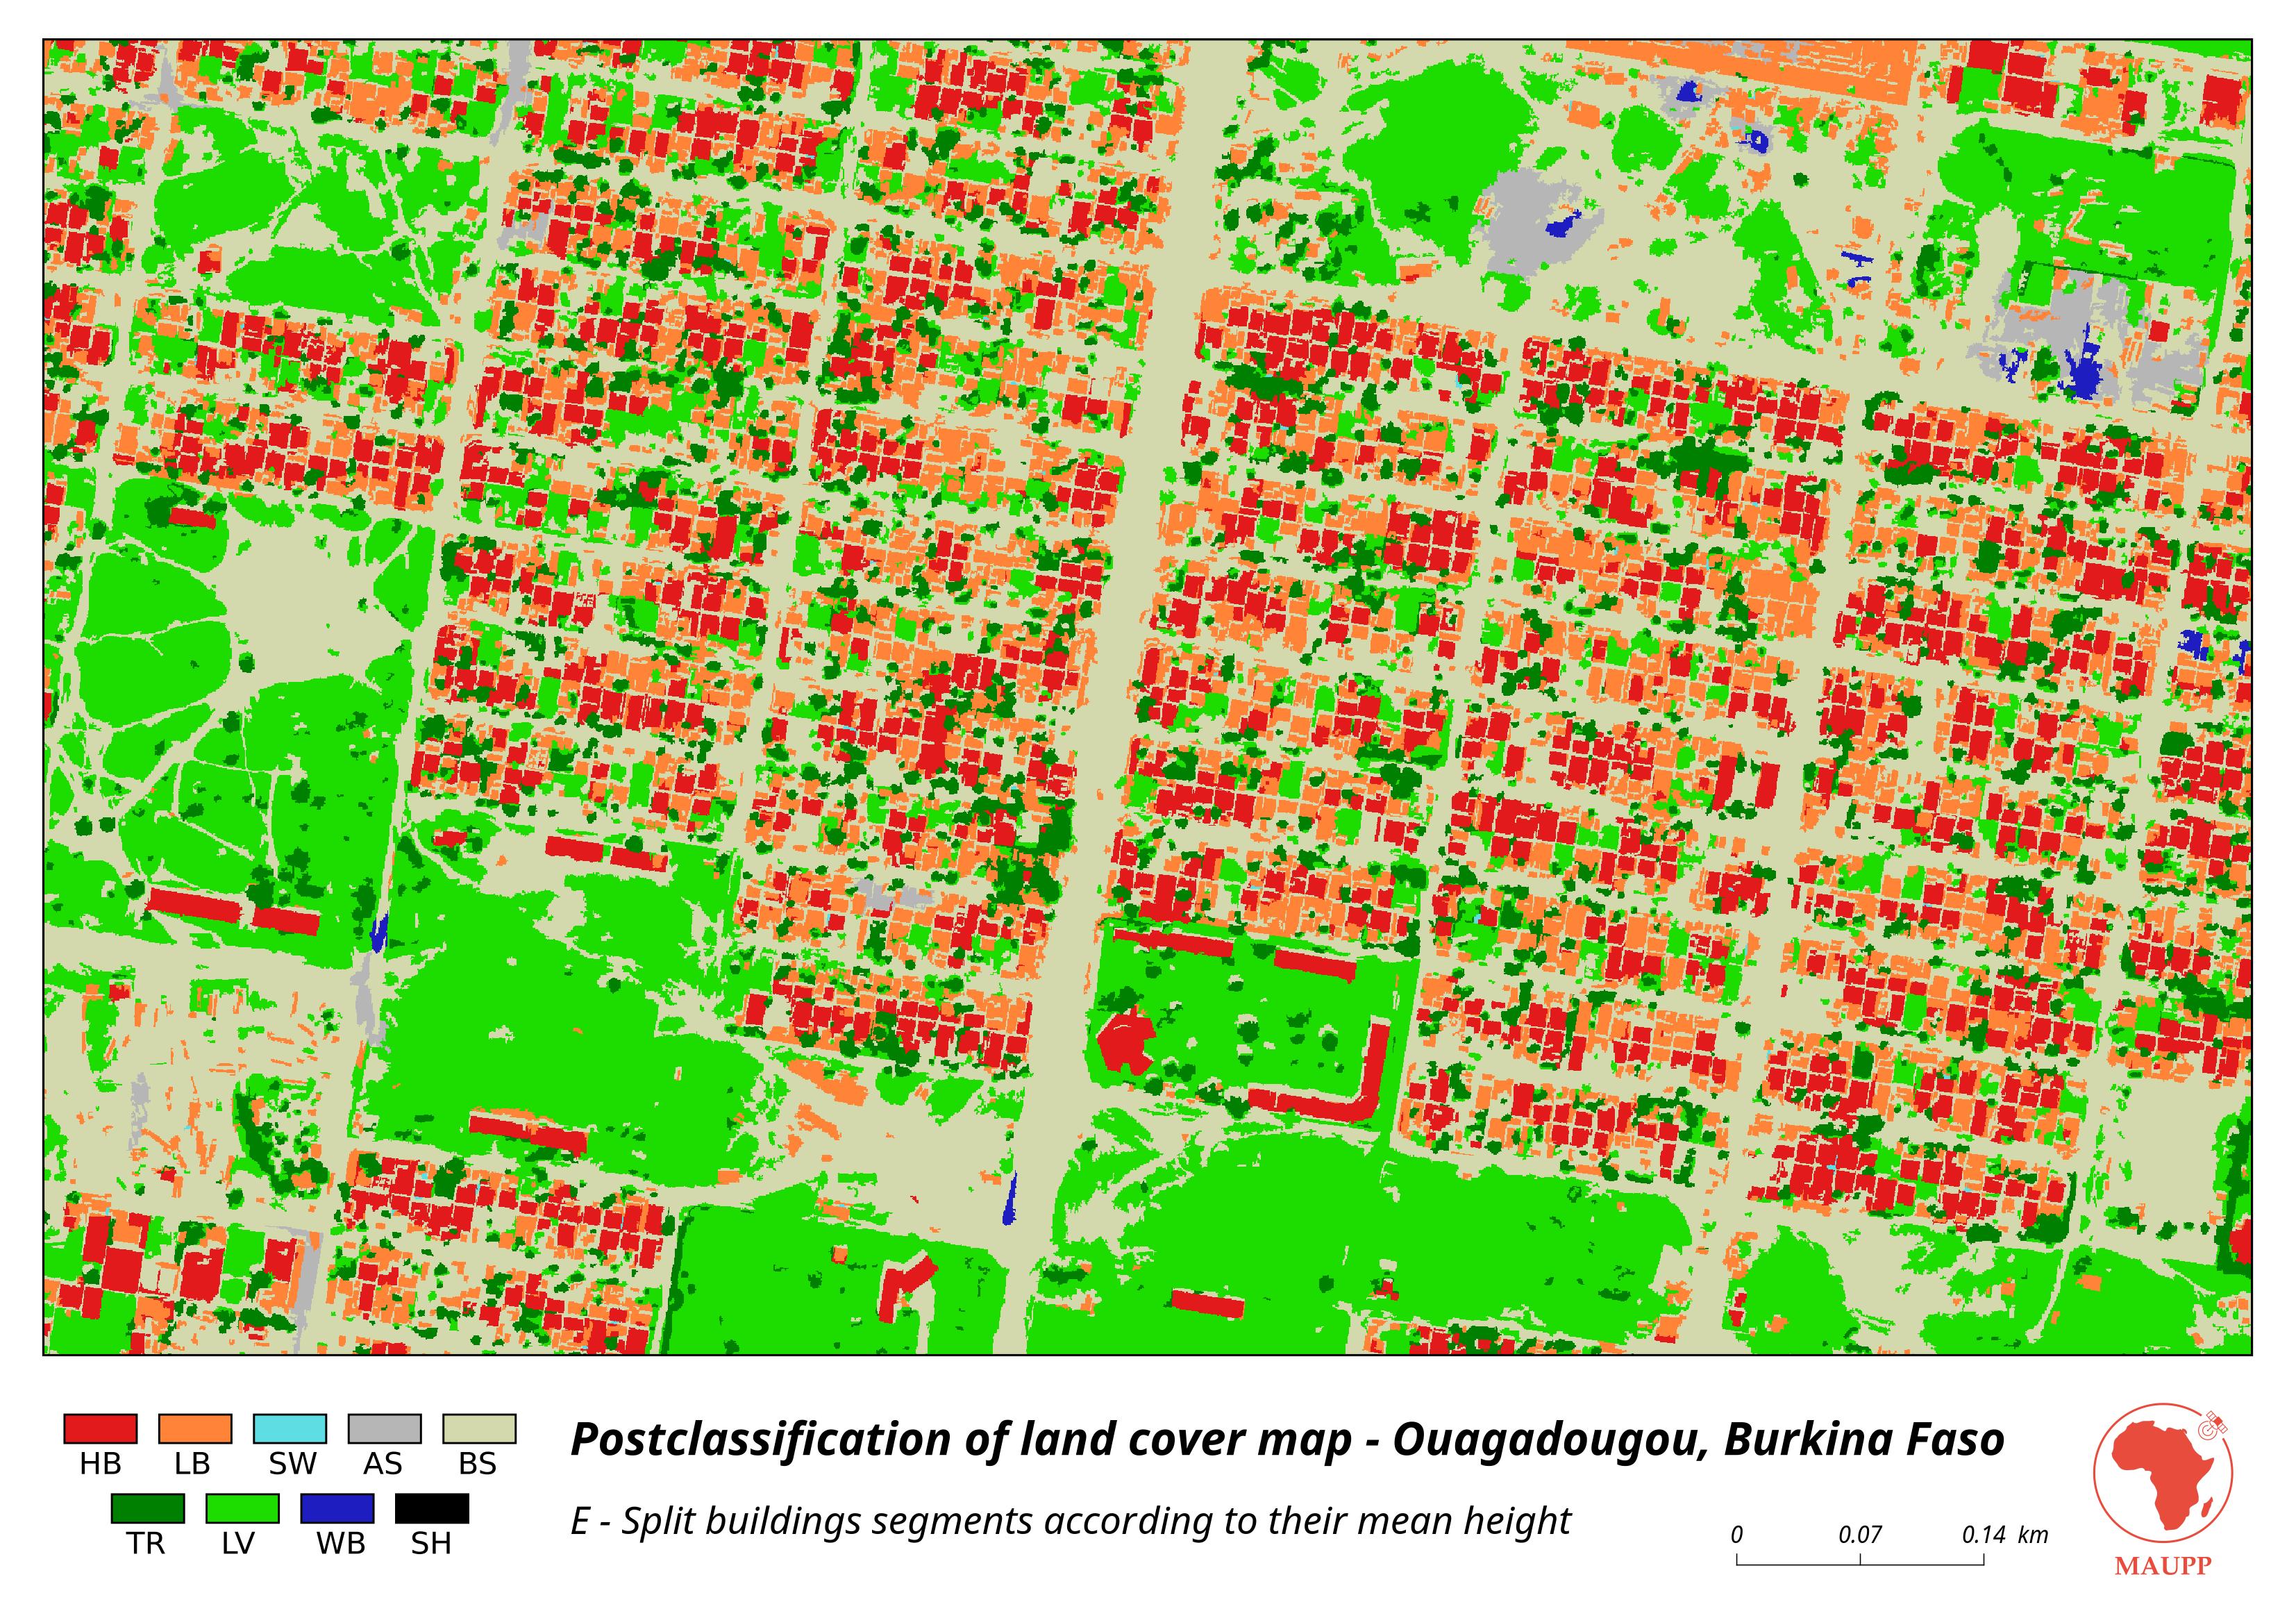 HB LB SW AS BS
TR LV WB SH
Postclassification of land cover map - Ouagadougou, Burkina Faso
E - Split buildings segments according to their mean height
0 0.07 0.14 km
MAUPP